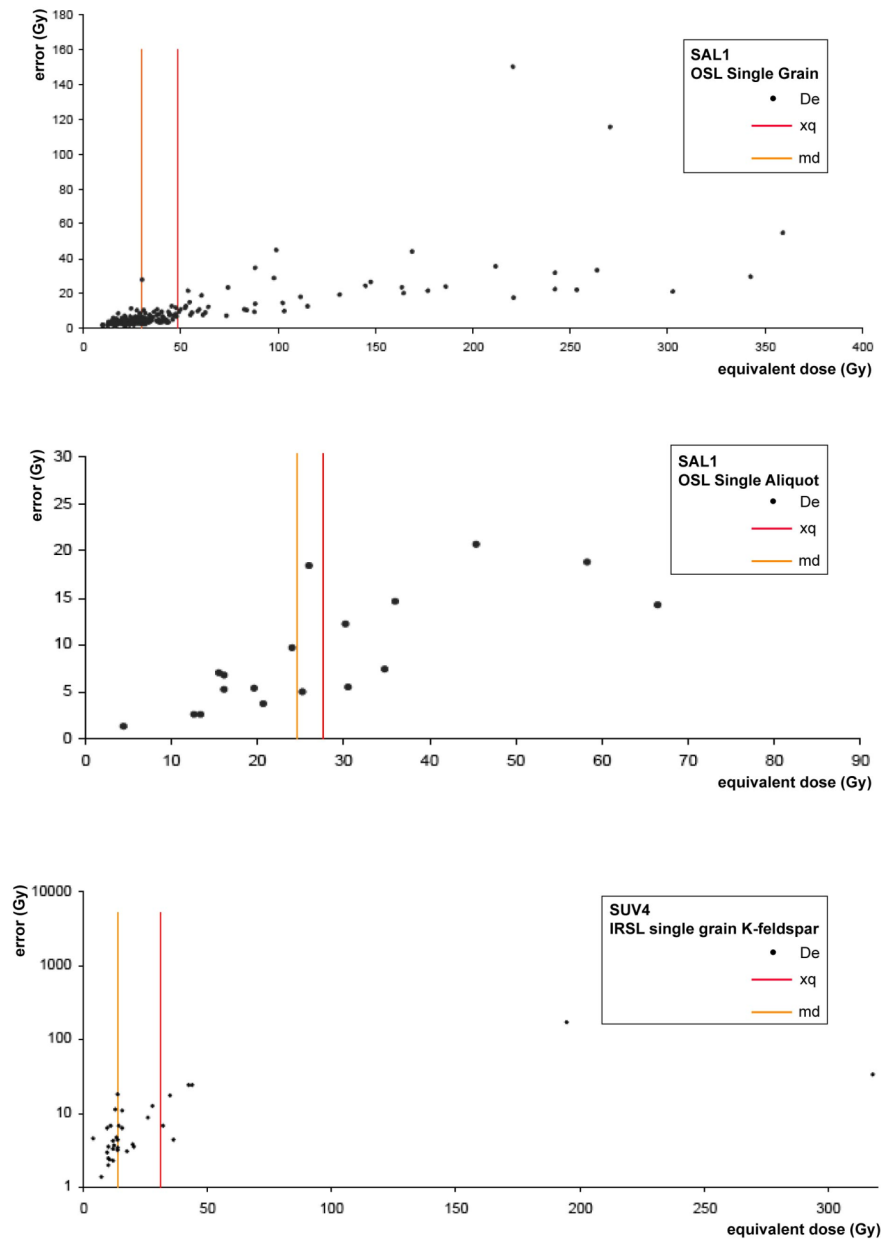 error (Gy)
180
160
140
120
100
80
60
40
20
0
0 50 100 150 200 250 300 350 400
equivalent dose (Gy)
SAL1
OSL Single Grain
De
xq
md
error (Gy)
30
25
20
15
10
5
0
0 10 20 30 40 50 60 70 80 90
equivalent dose (Gy)
SAL1
OSL Single Aliquot
De
xq
md
error (Gy)
10000
1000
100
10
1
0 50 100 150 200 250 300
equivalent dose (Gy)
SUV4
IRSL single grain K-feldspar
De
xq
md